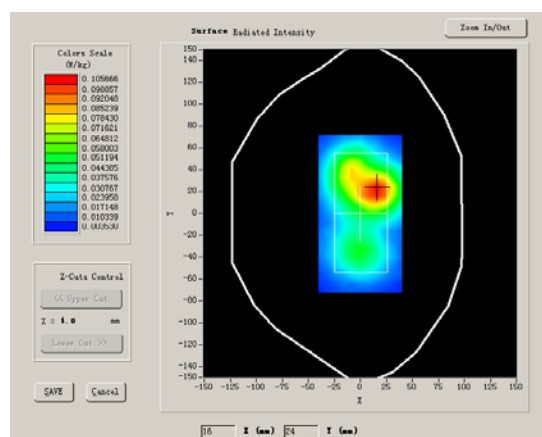 Surface Radiated Intensity
Zoom In/Out
Colors Scale
(W/kg)
0.105666
0.098857
0.092048
0.085239
0.078430
0.071621
0.064812
0.058003
0.051194
0.044385
0.037576
0.030767
0.023958
0.017148
0.010339
0.003530
150
140
120
100
80
60
40
20
0
-20
-40
-60
-80
-100
-120
-140
-150
Y
-150 -125 -100 -75 -50 -25 0 25 50 75 100 125 150
X
Z-Cuts Control
<< Upper Cut
Z = 4.0 mm
Lower Cut >>
SAVE Cancel
16 X (mm) 24 Y (mm)